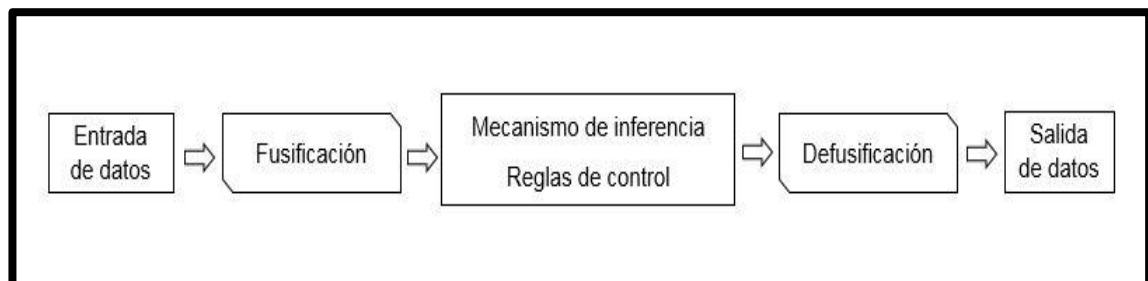 Entrada
de datos
Fusificación
Mecanismo de inferencia
Reglas de control
Defusificación
Salida
de datos